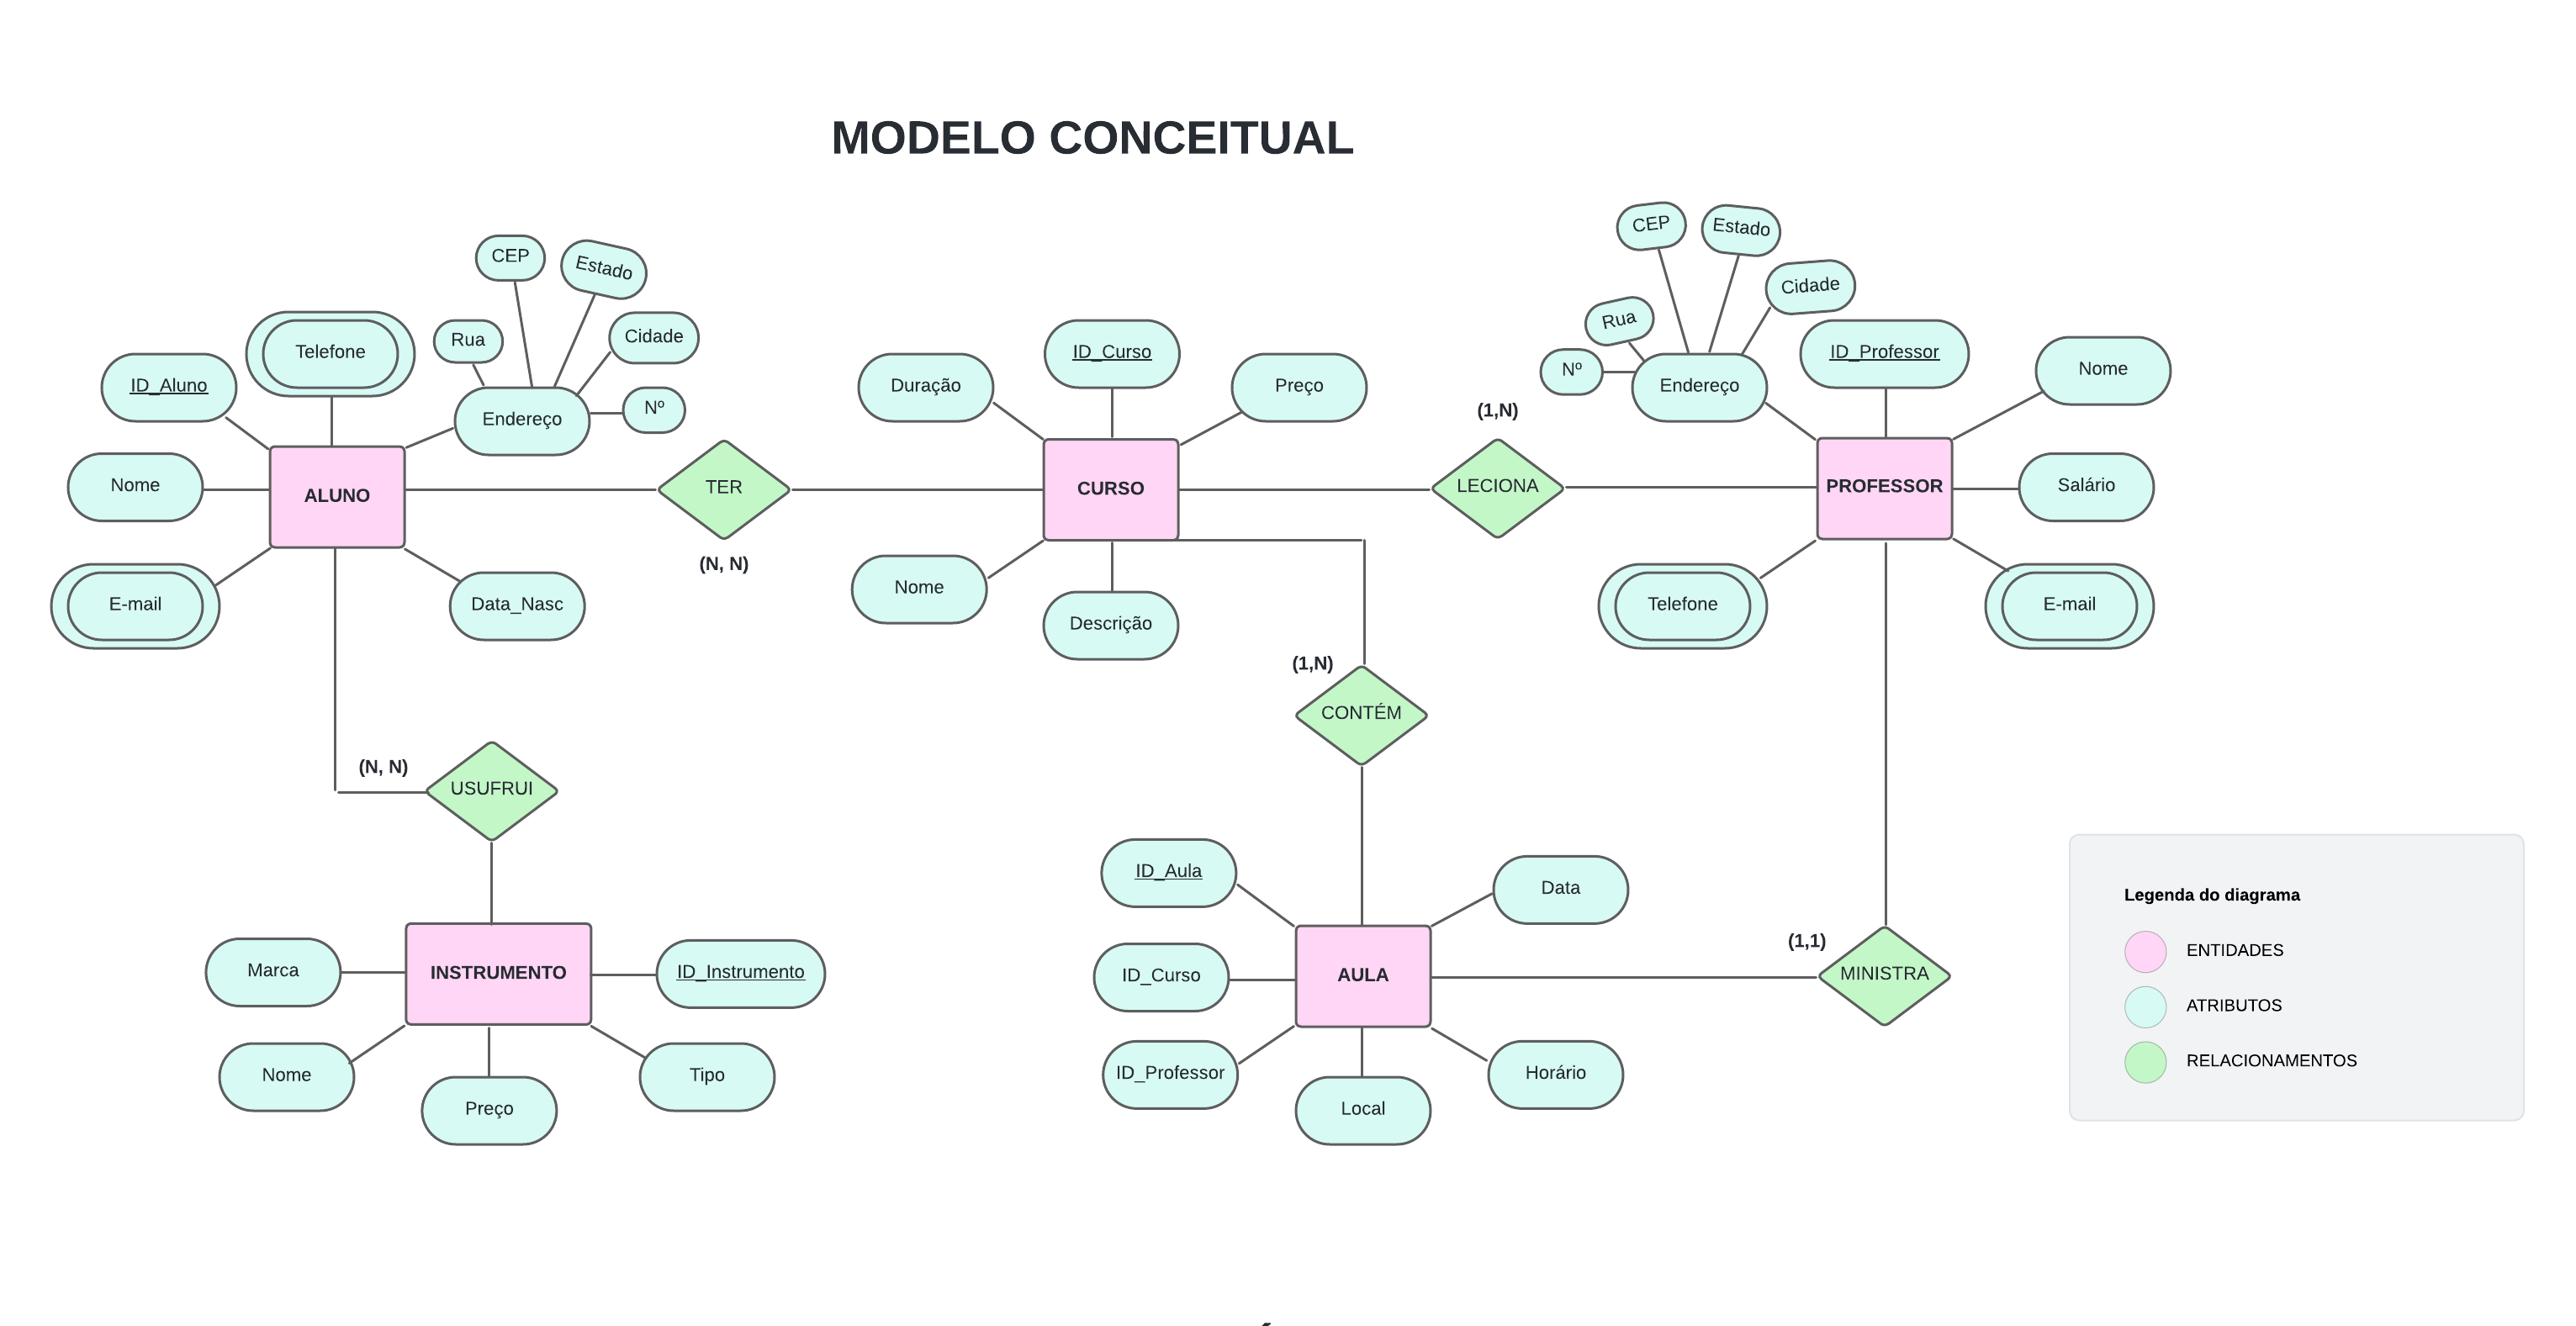 MODELO CONCEITUAL
CEP
Estado
Rua
Cidade
Telefone
ID_Aluno
Endereço
Nº
Nome
ALUNO
E-mail
Data_Nasc
TER
(N, N)
Duração
ID_Curso
Preço
CURSO
Nome
Descrição
(1,N)
LECIONA
CEP
Estado
Cidade
Rua
Nº
Endereço
ID_Professor
Nome
PROFESSOR
Salário
Telefone
E-mail
(1,N)
CONTÉM
(N, N)
USUFRUI
Marca
INSTRUMENTO
ID_Instrumento
Nome
Preço
Tipo
ID_Aula
Data
ID_Curso
AULA
ID_Professor
Local
Horário
(1,1)
MINISTRA
Legenda do diagrama
ENTIDADES
ATRIBUTOS
RELACIONAMENTOS